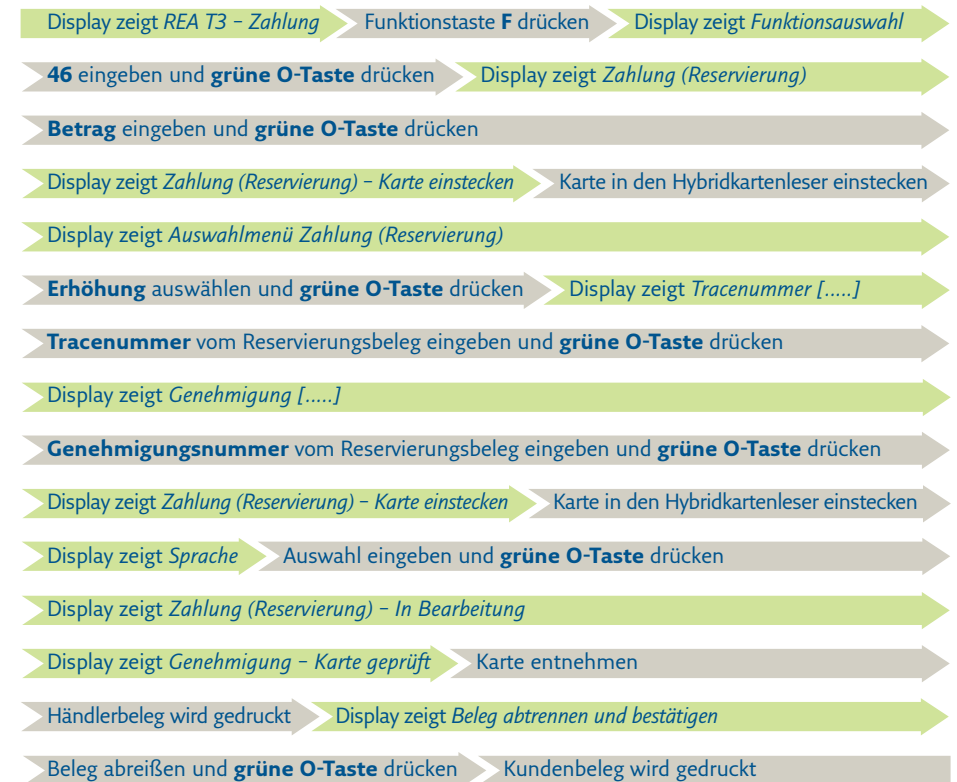 Display zeigt REA T3 – Zahlung Funktionstaste F drücken Display zeigt Funktionsauswahl
46 eingeben und grüne O-Taste drücken Display zeigt Zahlung (Reservierung)
Betrag eingeben und grüne O-Taste drücken
Display zeigt Zahlung (Reservierung) – Karte einstecken Karte in den Hybridkartenleser einstecken
Display zeigt Auswahlmenü Zahlung (Reservierung)
Erhöhung auswählen und grüne O-Taste drücken Display zeigt Tracenummer [.....]
Tracenummer vom Reservierungsbeleg eingeben und grüne O-Taste drücken
Display zeigt Genehmigung [.....]
Genehmigungsnummer vom Reservierungsbeleg eingeben und grüne O-Taste drücken
Display zeigt Zahlung (Reservierung) – Karte einstecken Karte in den Hybridkartenleser einstecken
Display zeigt Sprache Auswahl eingeben und grüne O-Taste drücken
Display zeigt Zahlung (Reservierung) – In Bearbeitung
Display zeigt Genehmigung – Karte geprüft Karte entnehmen
Händlerbeleg wird gedruckt Display zeigt Beleg abtrennen und bestätigen
Beleg abreißen und grüne O-Taste drücken Kundenbeleg wird gedruckt